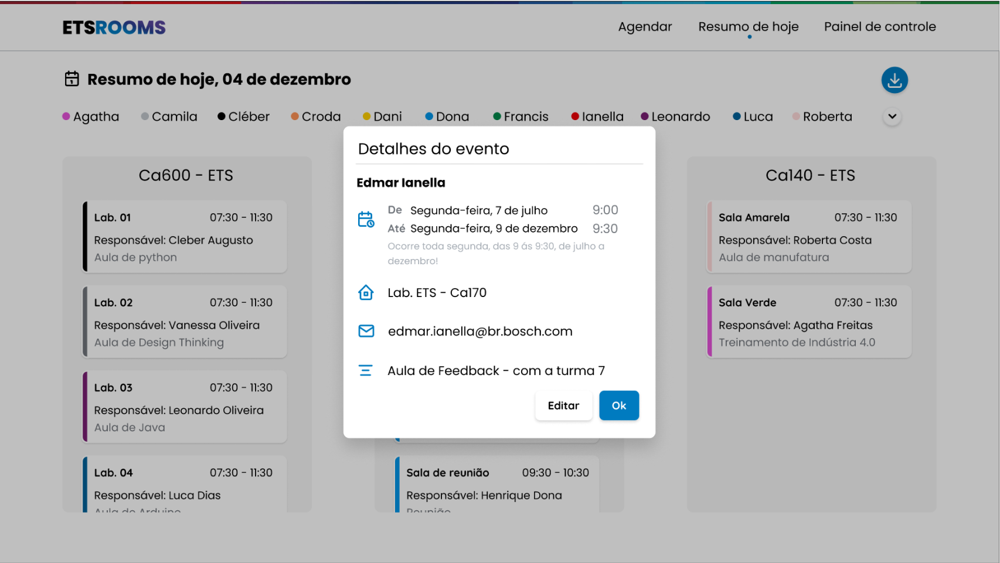 ETSROOMS
Agendar
Resumo de hoje
Painel de controle
Resumo de hoje, 04 de dezembro
Agatha
Camila
Cléber
Croda
Dani
Dona
Francis
Ianella
Leonardo
Luca
Roberta
Ca600 - ETS
Lab. 01 07:30 - 11:30
Responsável: Cleber Augusto
Aula de python
Lab. 02 07:30 - 11:30
Responsável: Vanessa Oliveira
Aula de Design Thinking
Lab. 03 07:30 - 11:30
Responsável: Leonardo Oliveira
Aula de Java
Lab. 04 07:30 - 11:30
Responsável: Luca Dias
Aula de Arduino
Detalhes do evento
Edmar Ianella
De Segunda-feira, 7 de julho 9:00
Até Segunda-feira, 9 de dezembro 9:30
Ocorre toda segunda, das 9 ás 9:30, de julho a
dezembro!
Lab. ETS - Ca170
edmar.ianella@br.bosch.com
Aula de Feedback - com a turma 7
Editar
Ok
Sala de reunião 09:30 - 10:30
Responsável: Henrique Dona
Reunião
Ca140 - ETS
Sala Amarela 07:30 - 11:30
Responsável: Roberta Costa
Aula de manufatura
Sala Verde 07:30 - 11:30
Responsável: Agatha Freitas
Treinamento de Indústria 4.0